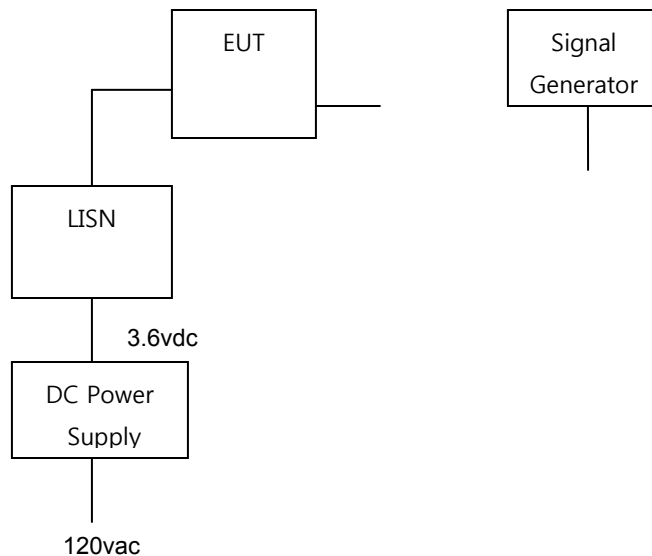 EUT
Signal
Generator
LISN
3.6vdc
DC Power
Supply
120vac